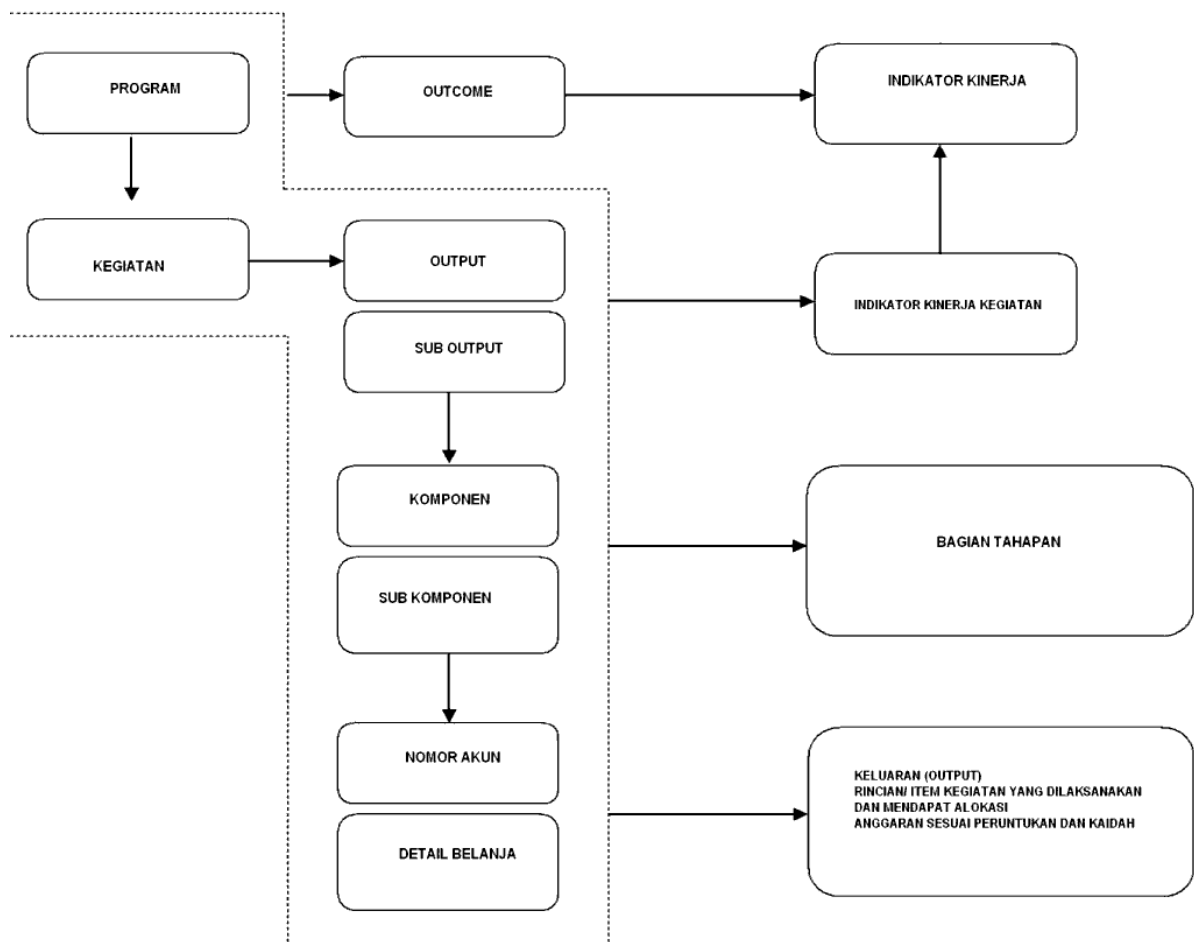 PROGRAM
OUTCOME
INDIKATOR KINERJA
KEGIATAN
OUTPUT
INDIKATOR KINERJA KEGIATAN
SUB OUTPUT
KOMPONEN
BAGIAN TAHAPAN
SUB KOMPONEN
NOMOR AKUN
KELUARAN (OUTPUT)
RINCIAN/ ITEM KEGIATAN YANG DILAKSANAKAN
DAN MENDAPAT ALOKASI
ANGGARAN SESUAI PERUNTUKAN DAN KAIDAH
DETAIL BELANJA